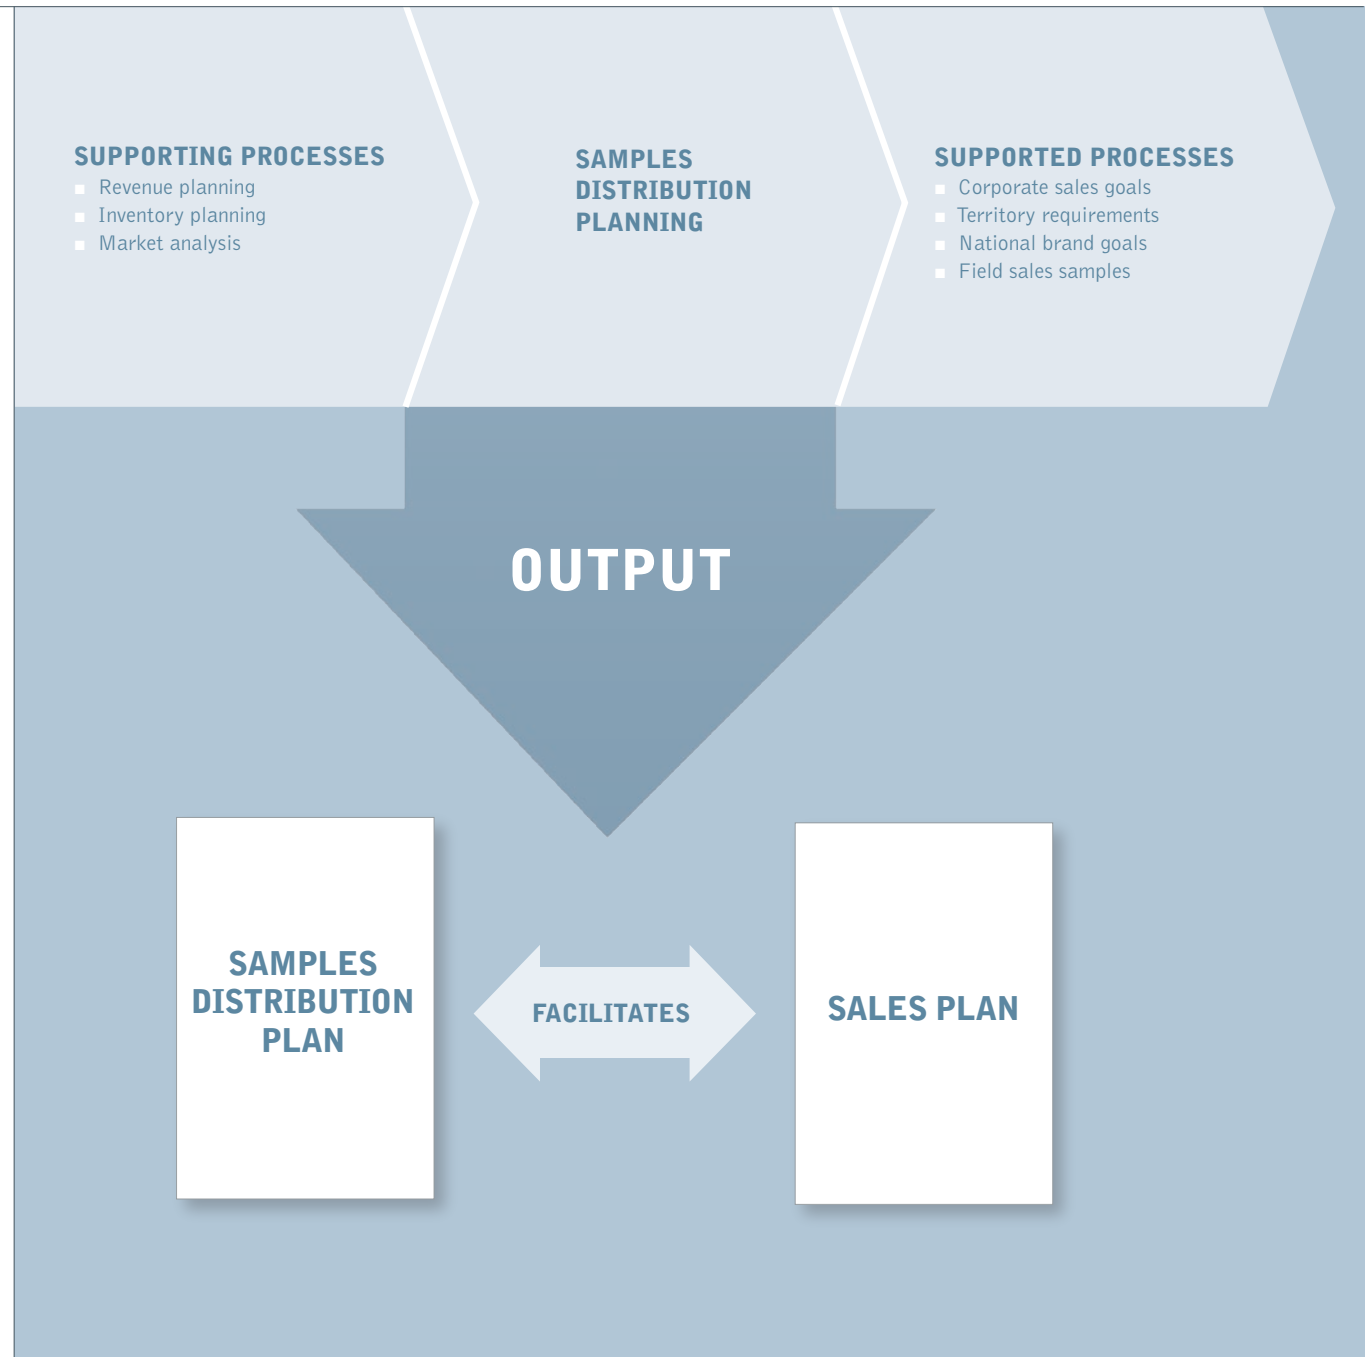 SUPPORTING PROCESSES
Revenue planning
Inventory planning
Market analysis
SAMPLES
DISTRIBUTION
PLANNING
SUPPORTED PROCESSES
Corporate sales goals
Territory requirements
National brand goals
Field sales samples
OUTPUT
SAMPLES
DISTRIBUTION
PLAN
FACILITATES
SALES PLAN